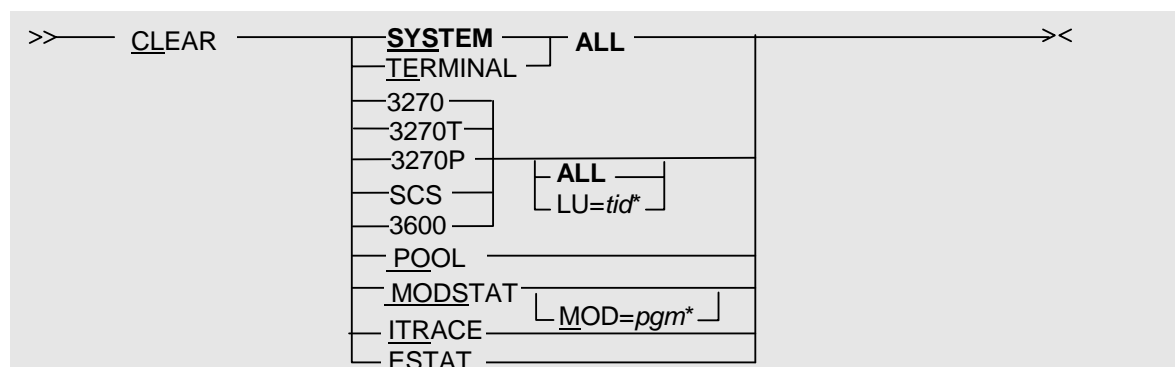 >> CLEAR SYSTEM ALL ><
TERMINAL
3270
3270T
3270P ALL
SCS LU=tid*
3600
POOL
MODSTAT MOD=pgm*
ITRACE